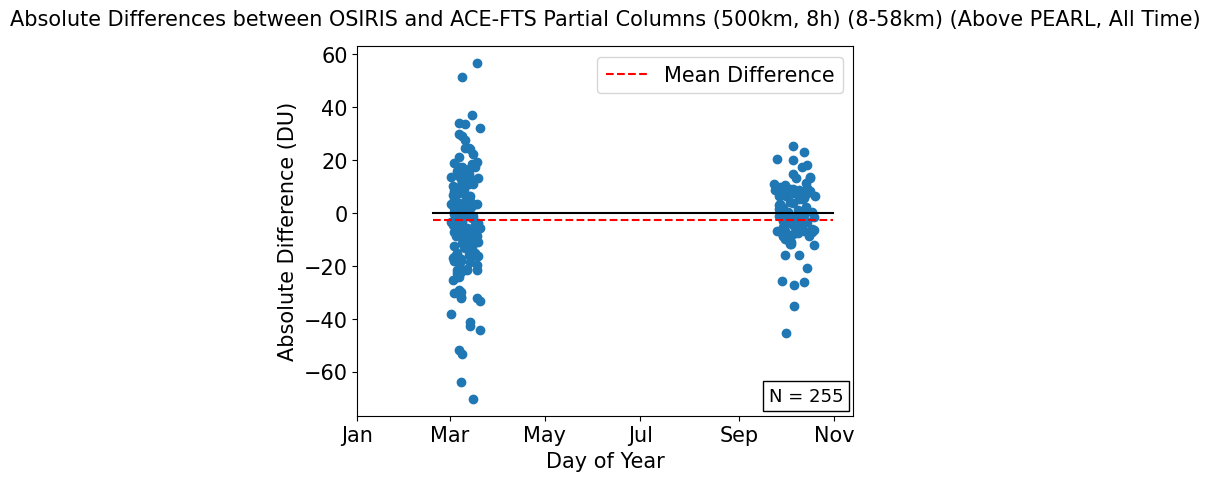 Absolute Differences between OSIRIS and ACE-FTS Partial Columns (500km, 8h) (8-58km) (Above PEARL, All Time)
Mean Difference
Absolute Difference (DU)
60
40
20
0
−20
−40
−60
N = 255
Jan
Mar
May
Jul
Sep
Nov
Day of Year